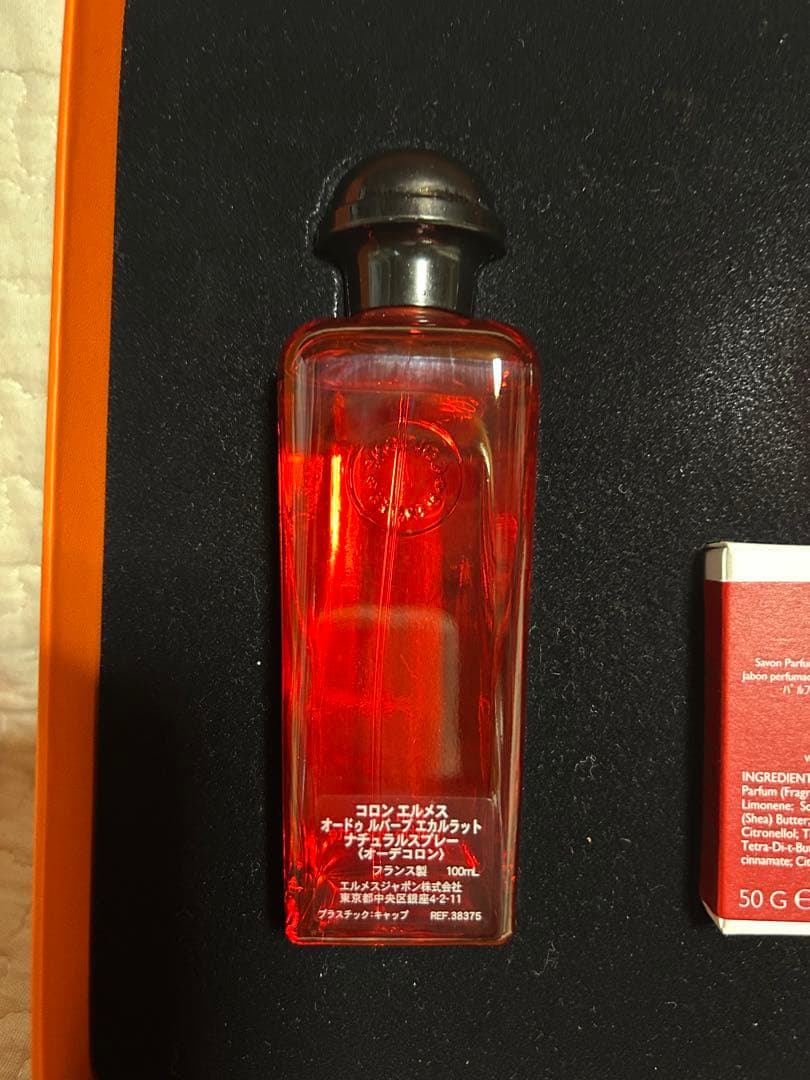 コロン エルメス
オードゥ ルバーブ エカルラット
ナチュラルスプレー
〈オーデコロン〉
フランス製 100mL
エルメスジャポン株式会社
東京都中央区銀座4-2-11
プラスチック:キャップ REF.38375
Savon Parfu
Jabon perfumad
INGREDIENT
Parfum (Fragr
Limonene; So
(Shea) Butter;
Citronellol; T
Tetra-Di-t-Bu
cinnamate; Cit
50 G e